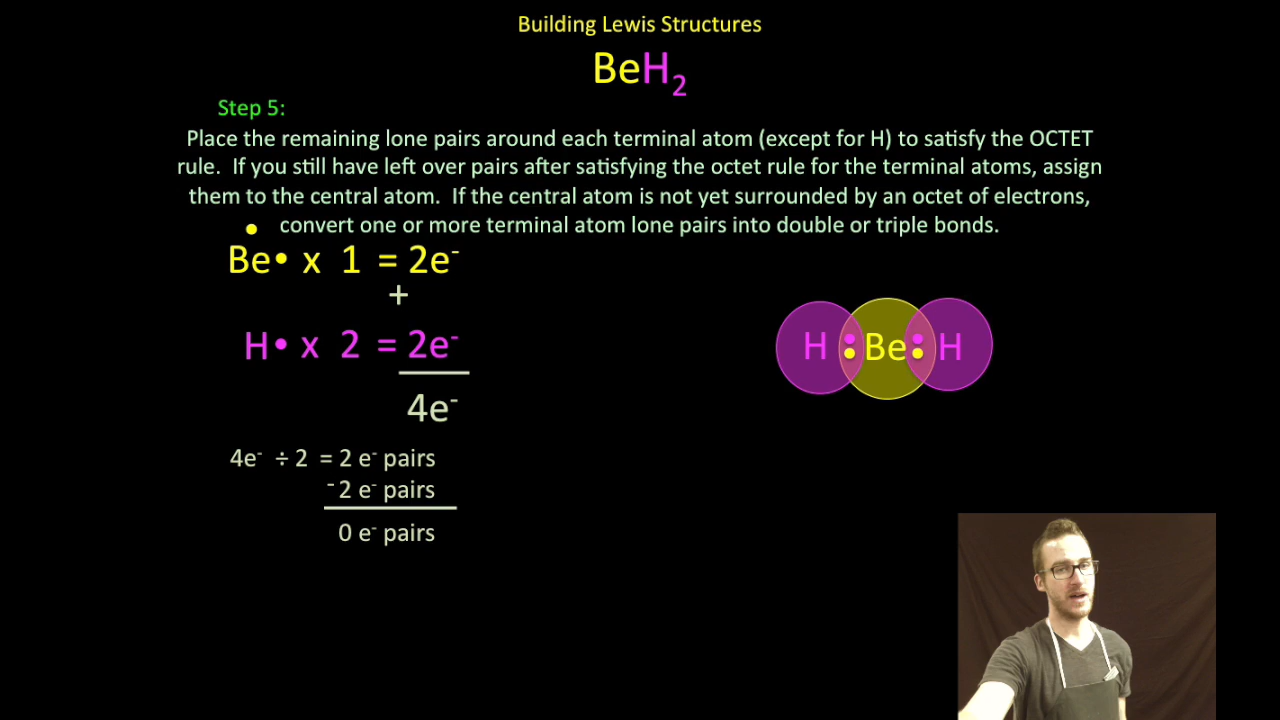 Building Lewis Structures
BeH₂
Step 5:
Place the remaining lone pairs around each terminal atom (except for H) to satisfy the OCTET
rule. If you still have left over pairs after satisfying the octet rule for the terminal atoms, assign
them to the central atom. If the central atom is not yet surrounded by an octet of electrons,
convert one or more terminal atom lone pairs into double or triple bonds.
Be• x 1 = 2e⁻
+
H• x 2 = 2e⁻
4e⁻
H : Be : H
4e⁻ ÷ 2 = 2 e⁻ pairs
⁻2 e⁻ pairs
0 e⁻ pairs